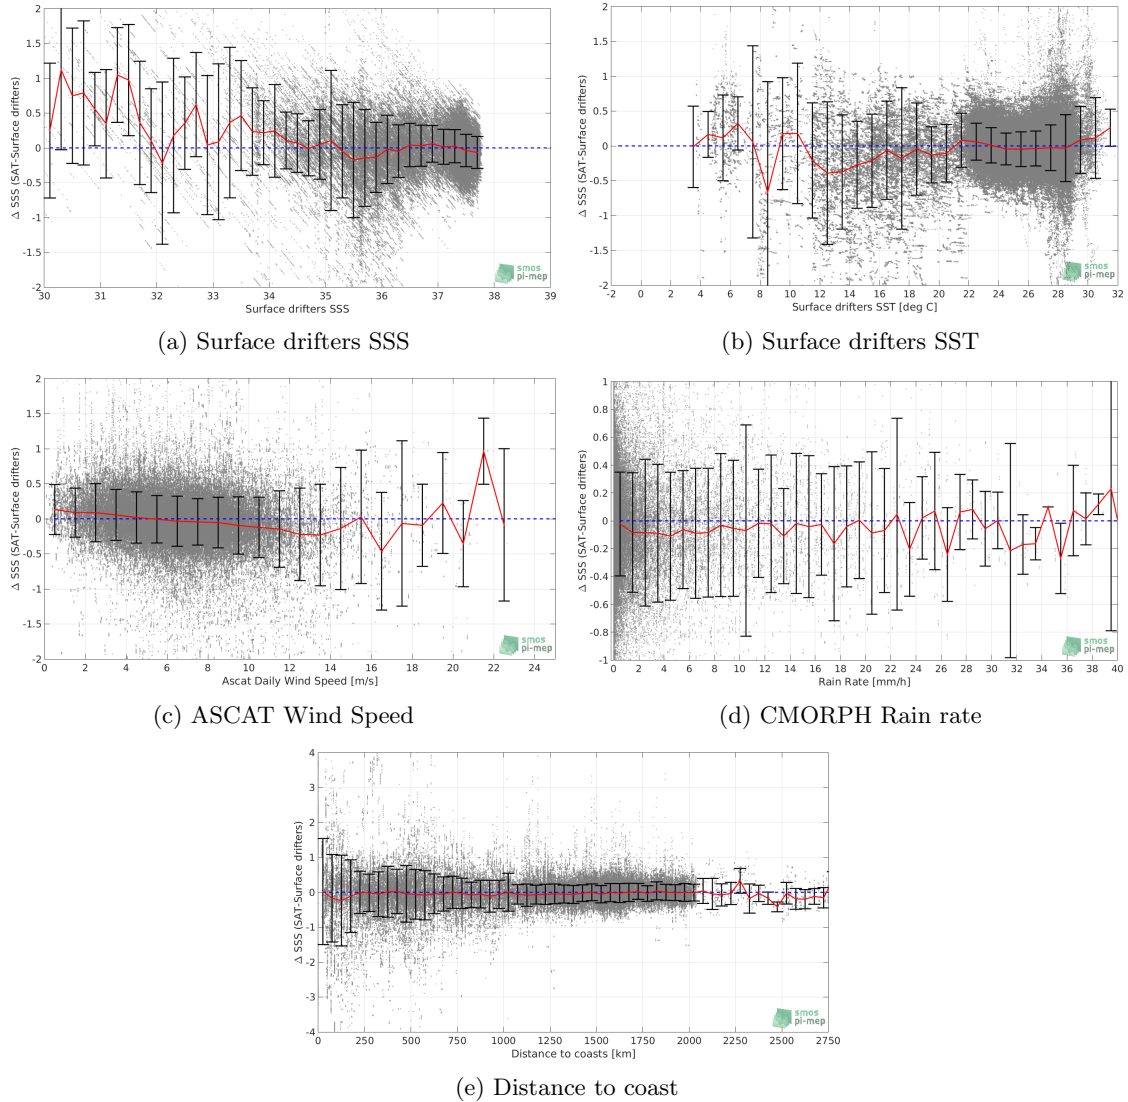 2
1.5
1
0.5
0
-0.5
-1
-1.5
-2
Δ SSS (SAT-Surface drifters)
30 31 32 33 34 35 36 37 38 39
Surface drifters SSS
smos
pi-mep
(a) Surface drifters SSS
2
1.5
1
0.5
0
-0.5
-1
-1.5
-2
Δ SSS (SAT-Surface drifters)
-2 0 2 4 6 8 10 12 14 16 18 20 22 24 26 28 30 32
Surface drifters SST [deg C]
smos
pi-mep
(b) Surface drifters SST
2
1.5
1
0.5
0
-0.5
-1
-1.5
-2
Δ SSS (SAT-Surface drifters)
0 2 4 6 8 10 12 14 16 18 20 22 24
Ascat Daily Wind Speed [m/s]
smos
pi-mep
(c) ASCAT Wind Speed
1
0.8
0.6
0.4
0.2
0
-0.2
-0.4
-0.6
-0.8
-1
Δ SSS (SAT-Surface drifters)
0 2 4 6 8 10 12 14 16 18 20 22 24 26 28 30 32 34 36 38 40
Rain Rate [mm/h]
smos
pi-mep
(d) CMORPH Rain rate
4
3
2
1
0
-1
-2
-3
-4
Δ SSS (SAT-Surface drifters)
0 250 500 750 1000 1250 1500 1750 2000 2250 2500 2750
Distance to coasts [km]
smos
pi-mep
(e) Distance to coast